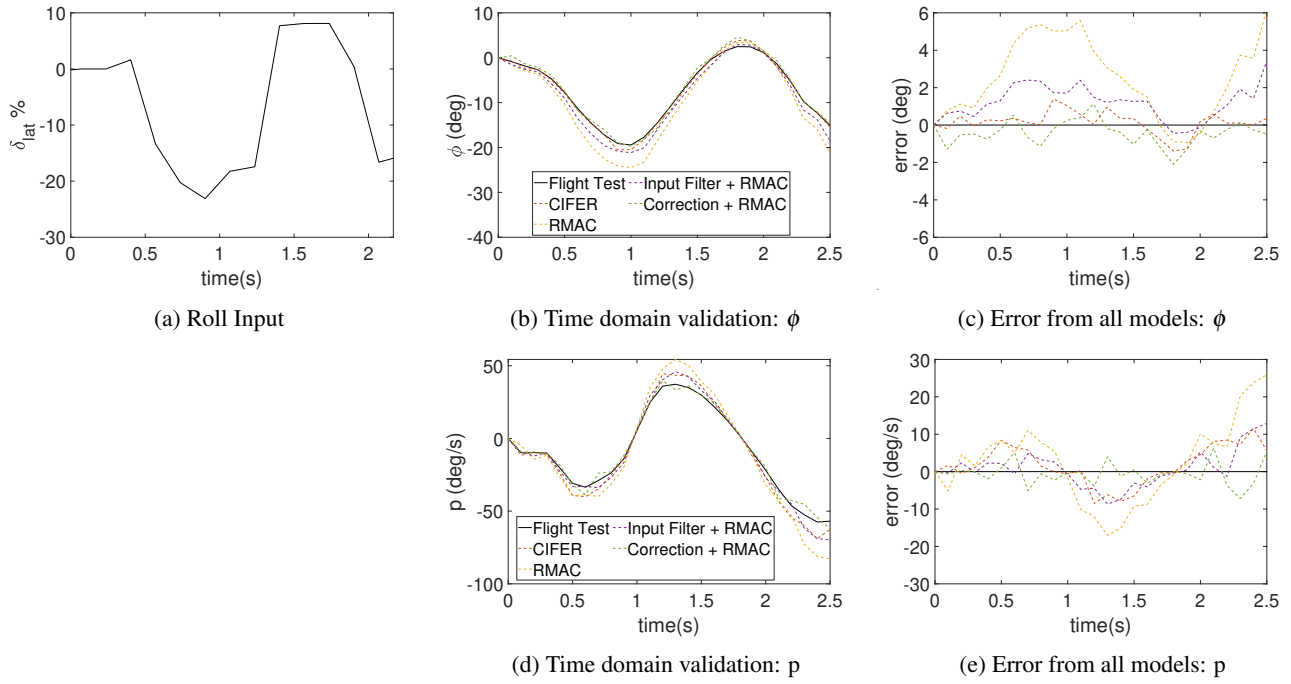 10
0
-10
-20
-30
δlat %
0 0.5 1 1.5 2
time(s)
(a) Roll Input
10
0
-10
-20
-30
-40
ϕ (deg)
Flight Test
CIFER
RMAC
Input Filter + RMAC
Correction + RMAC
0 0.5 1 1.5 2 2.5
time(s)
(b) Time domain validation: ϕ
6
4
2
0
-2
-4
6
error (deg)
0 0.5 1 1.5 2 2.5
time(s)
(c) Error from all models: ϕ
50
0
-50
-100
p (deg/s)
Flight Test
CIFER
RMAC
Input Filter + RMAC
Correction + RMAC
0 0.5 1 1.5 2 2.5
time(s)
(d) Time domain validation: p
30
20
10
0
-10
-20
-30
error (deg/s)
0 0.5 1 1.5 2 2.5
time(s)
(e) Error from all models: p